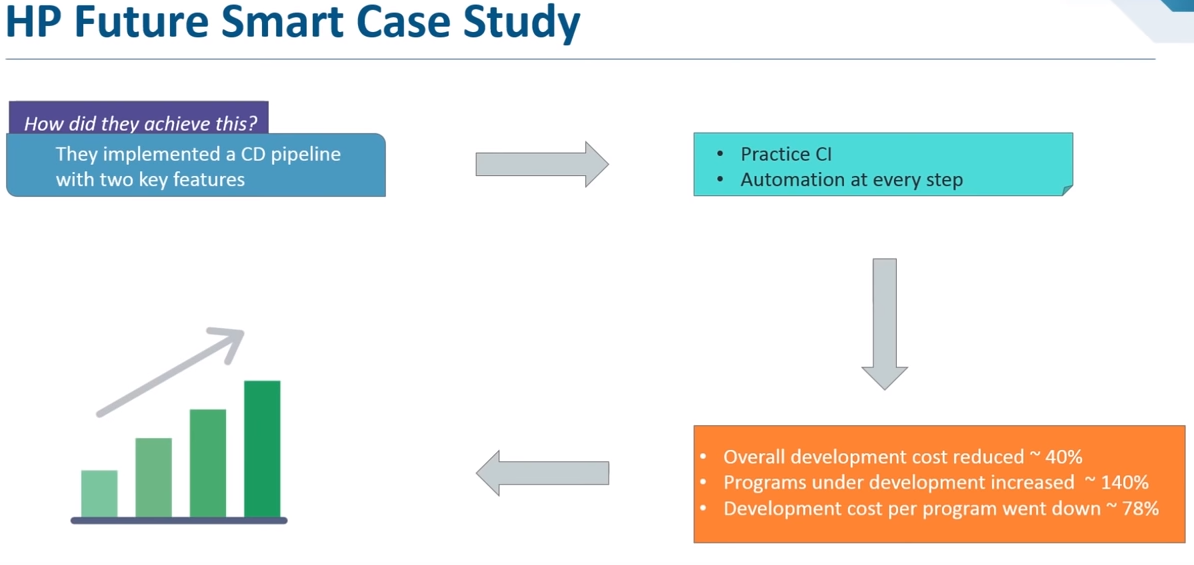 HP Future Smart Case Study
How did they achieve this?
They implemented a CD pipeline
with two key features
• Practice CI
• Automation at every step
• Overall development cost reduced ~ 40%
• Programs under development increased ~ 140%
• Development cost per program went down ~ 78%